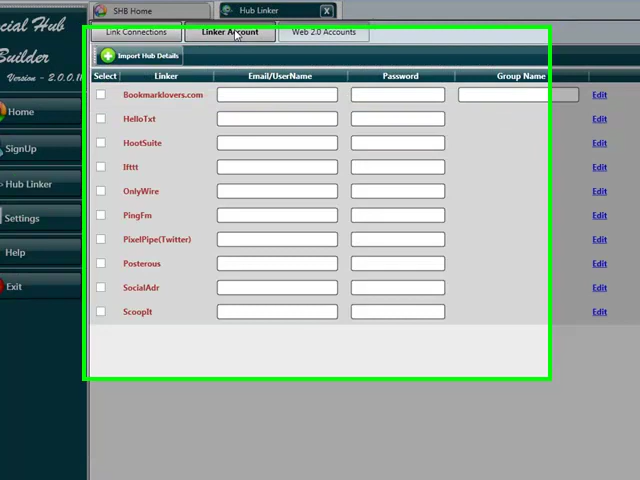 SHB Home
Hub Linker
X
cial Hub
Builder
Version - 2.0.0.1
Home
SignUp
Hub Linker
Settings
Help
Exit
Link Connections
Linker Account
Web 2.0 Accounts
Import Hub Details
Select Linker Email/UserName Password Group Name
Bookmarklovers.com Edit
HelloTxt Edit
HootSuite Edit
Ifttt Edit
OnlyWire Edit
PingFm Edit
PixelPipe(Twitter) Edit
Posterous Edit
SocialAdr Edit
ScoopIt Edit